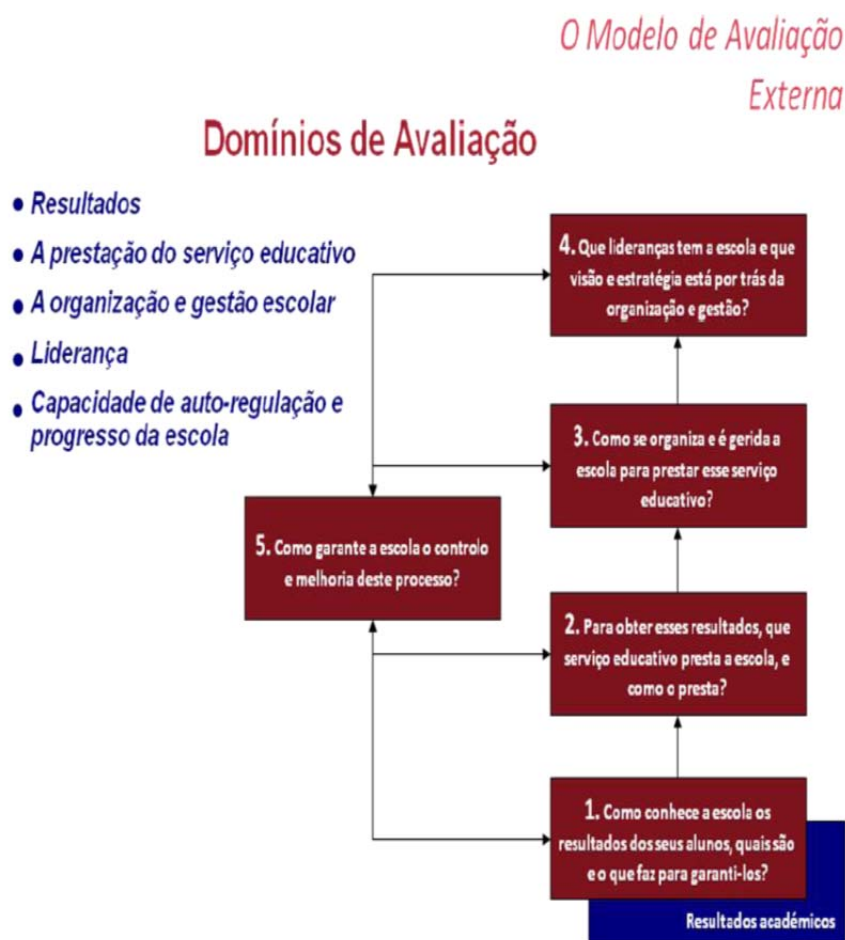 O Modelo de Avaliação
Externa
Domínios de Avaliação
• Resultados
• A prestação do serviço educativo
• A organização e gestão escolar
• Liderança
• Capacidade de auto-regulação e
progresso da escola
4. Que lideranças tem a escola e que
visão e estratégia está por trás da
organização e gestão?
3. Como se organiza e é gerida a
escola para prestar esse serviço
educativo?
5. Como garante a escola o controlo
e melhoria deste processo?
2. Para obter esses resultados, que
serviço educativo presta a escola, e
como o presta?
1. Como conhece a escola os
resultados dos seus alunos, quais são
e o que faz para garanti-los?
Resultados académicos